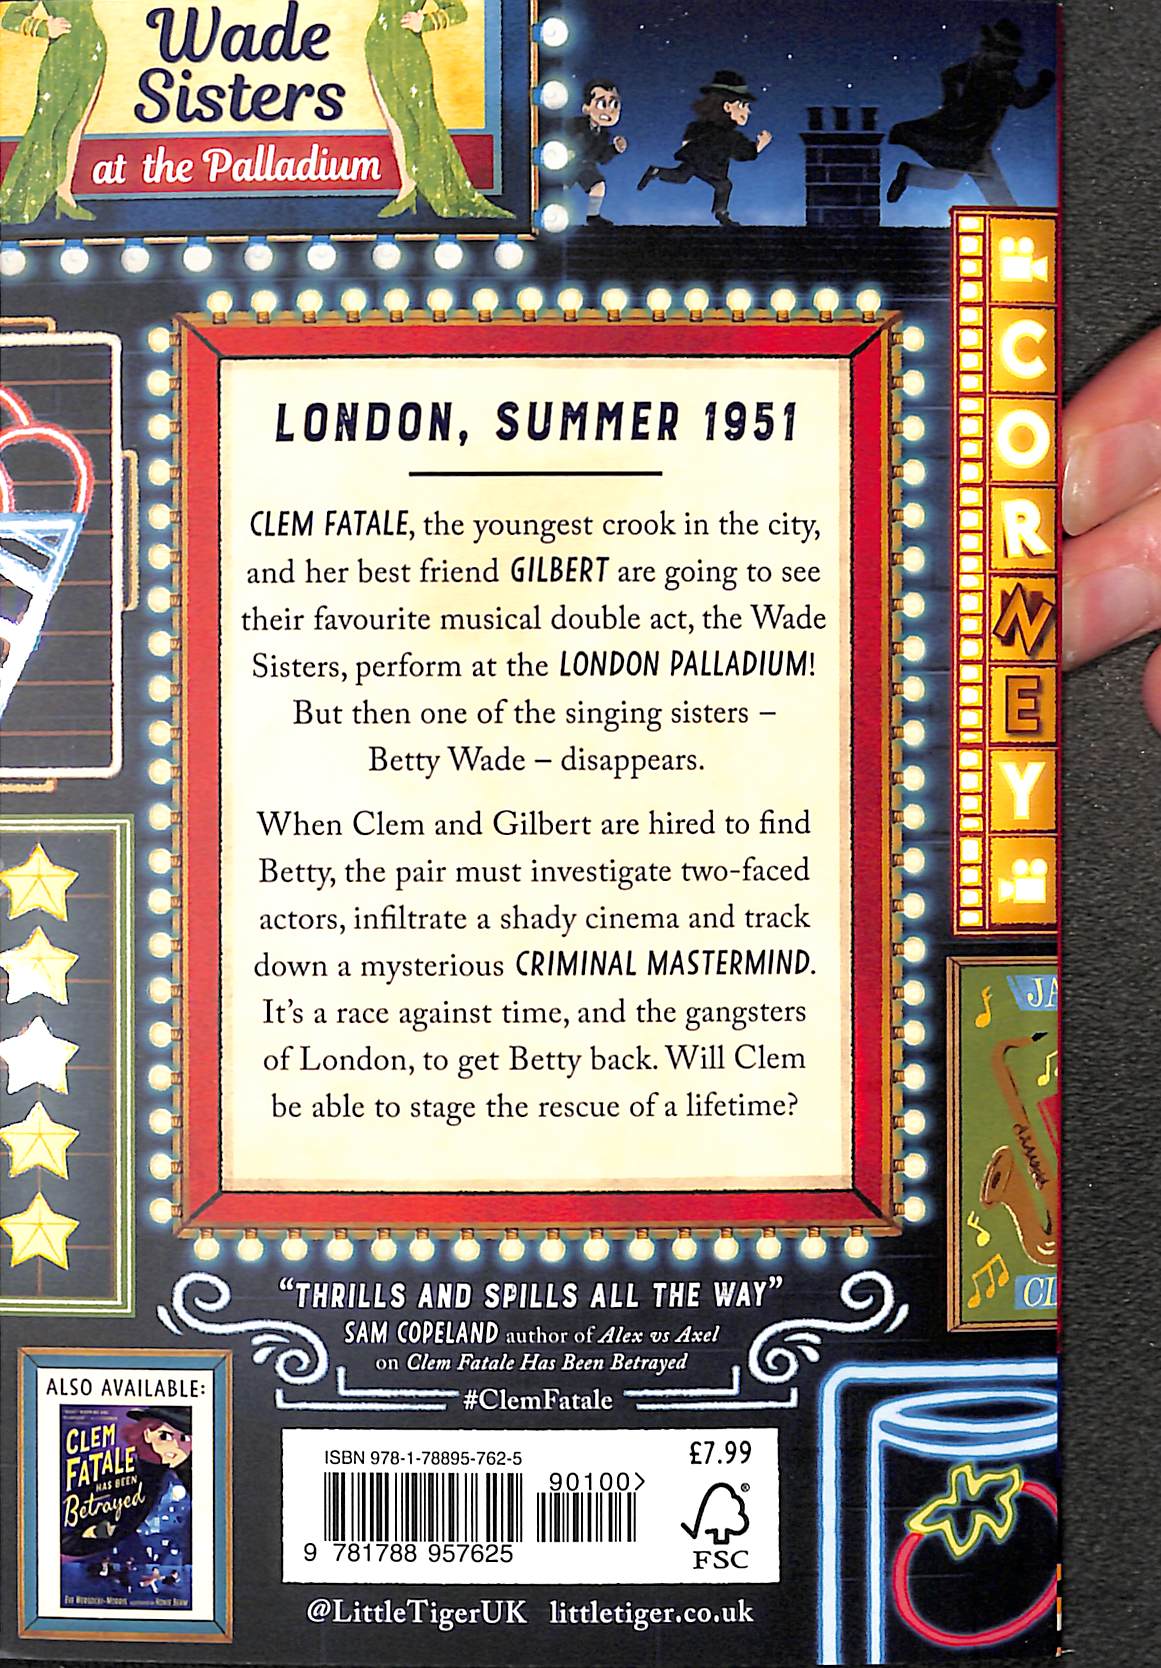 Wade
Sisters
at the Palladium
CORNEY
LONDON, SUMMER 1951
CLEM FATALE, the youngest crook in the city,
and her best friend GILBERT are going to see
their favourite musical double act, the Wade
Sisters, perform at the LONDON PALLADIUM!
But then one of the singing sisters –
Betty Wade – disappears.
When Clem and Gilbert are hired to find
Betty, the pair must investigate two-faced
actors, infiltrate a shady cinema and track
down a mysterious CRIMINAL MASTERMIND.
It's a race against time, and the gangsters
of London, to get Betty back. Will Clem
be able to stage the rescue of a lifetime?
JA
CL
"THRILLS AND SPILLS ALL THE WAY"
SAM COPELAND author of Alex vs Axel
on Clem Fatale Has Been Betrayed
#ClemFatale
ALSO AVAILABLE:
CLEM
FATALE
HAS BEEN
Betrayed
ISBN 978-1-78895-762-5
90100>
9 781788 957625
£7.99
FSC
@LittleTigerUK littletiger.co.uk